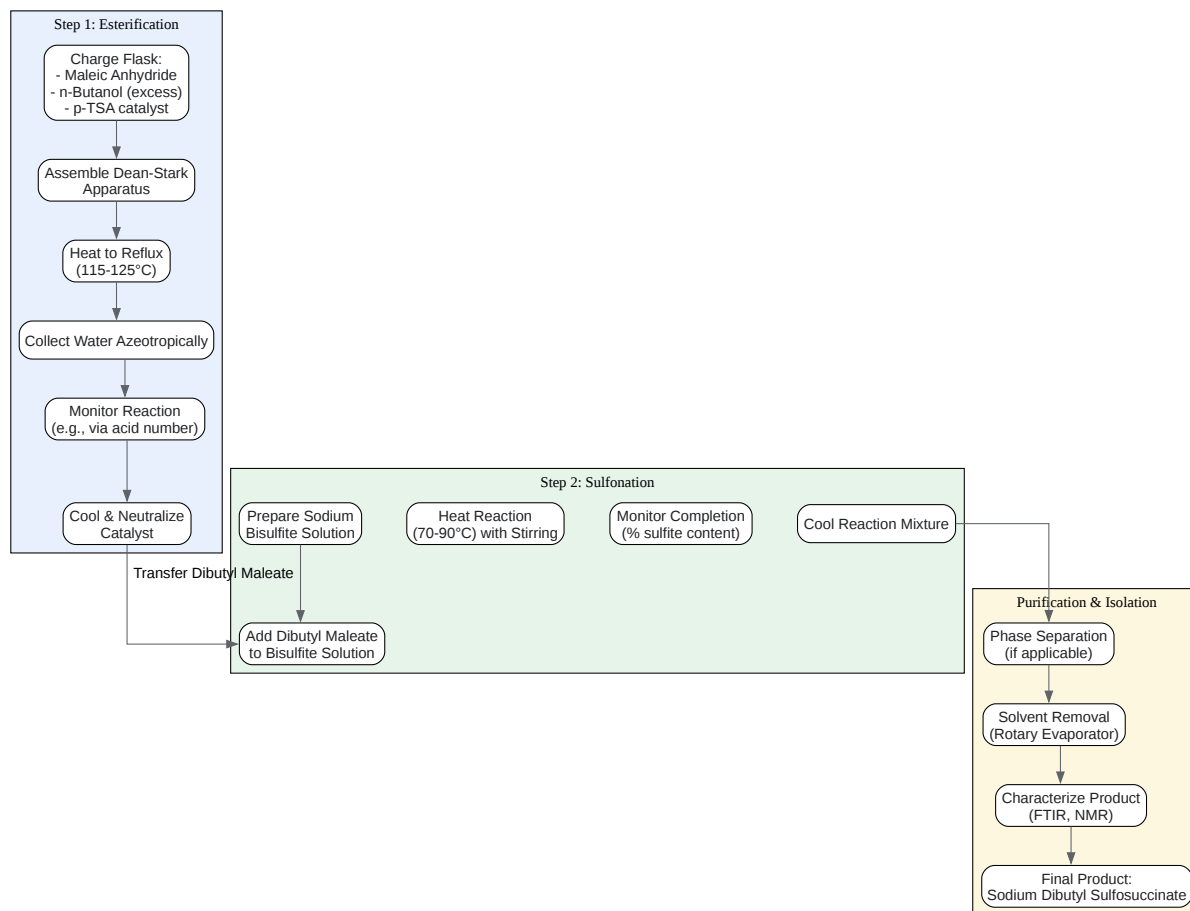 Step 1: Esterification
Charge Flask:
- Maleic Anhydride
- n-Butanol (excess)
- p-TSA catalyst
Assemble Dean-Stark
Apparatus
Heat to Reflux
(115-125°C)
Collect Water Azeotropically
Monitor Reaction
(e.g., via acid number)
Cool & Neutralize
Catalyst
Transfer Dibutyl Maleate
Step 2: Sulfonation
Prepare Sodium
Bisulfite Solution
Heat Reaction
(70-90°C) with Stirring
Monitor Completion
(% sulfite content)
Cool Reaction Mixture
Add Dibutyl Maleate
to Bisulfite Solution
Purification & Isolation
Phase Separation
(if applicable)
Solvent Removal
(Rotary Evaporator)
Characterize Product
(FTIR, NMR)
Final Product:
Sodium Dibutyl Sulfosuccinate